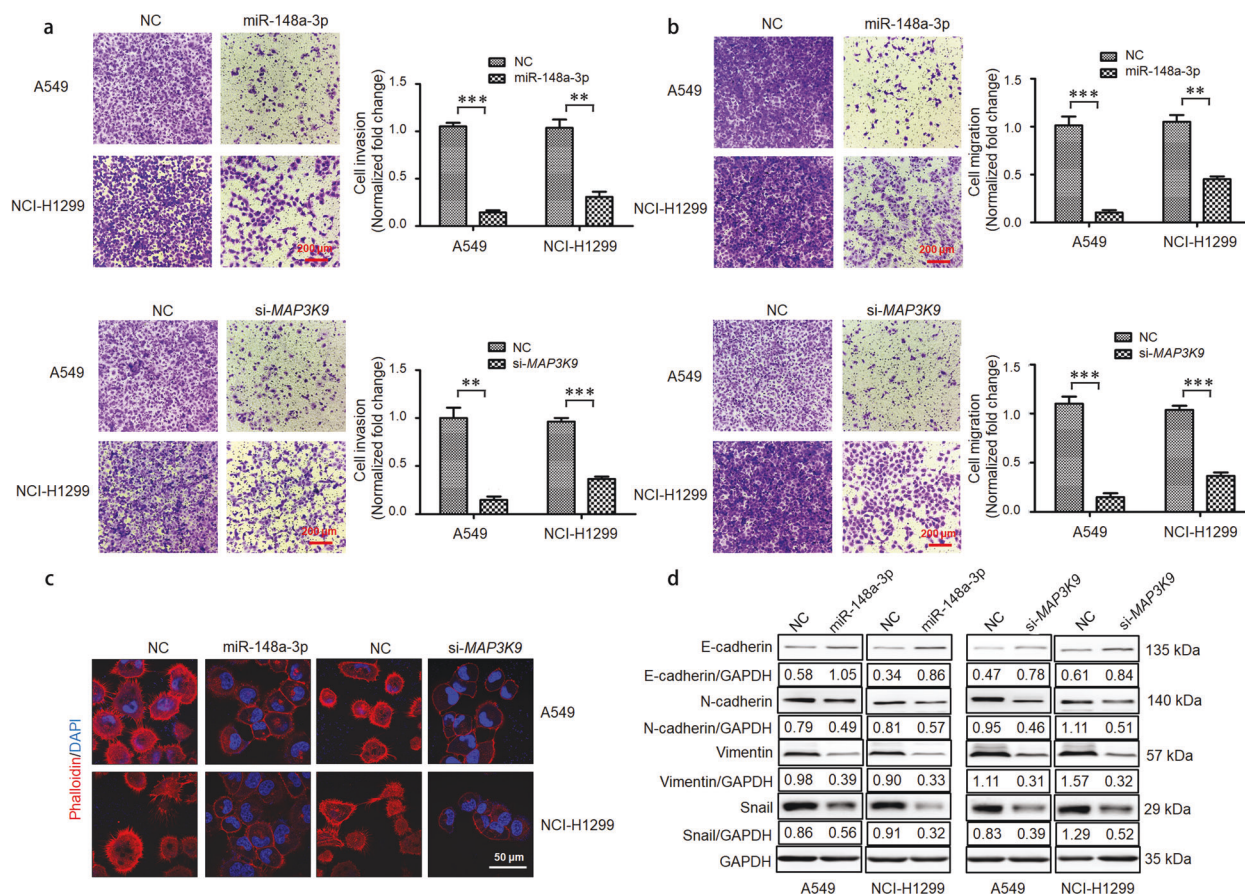 a
NC miR-148a-3p
A549
NCI-H1299
200 µm
Cell invasion
(Normalized fold change)
NC
miR-148a-3p
1.5
1.0
0.5
0.0
*** **
A549 NCI-H1299
NC si-MAP3K9
A549
NCI-H1299
200 µm
Cell invasion
(Normalized fold change)
NC
si-MAP3K9
1.5
1.0
0.5
0.0
** ***
A549 NCI-H1299
b
NC miR-148a-3p
A549
NCI-H1299
200 µm
Cell migration
(Normalized fold change)
NC
miR-148a-3p
1.5
1.0
0.5
0.0
*** **
A549 NCI-H1299
NC si-MAP3K9
A549
NCI-H1299
200 µm
Cell migration
(Normalized fold change)
NC
si-MAP3K9
1.5
1.0
0.5
0.0
*** ***
A549 NCI-H1299
c
NC miR-148a-3p NC si-MAP3K9
Phalloidin/DAPI
A549
NCI-H1299
50 µm
d
NC miR-148a-3p NC miR-148a-3p NC si-MAP3K9 NC si-MAP3K9
E-cadherin 135 kDa
E-cadherin/GAPDH 0.58 1.05 0.34 0.86 0.47 0.78 0.61 0.84
N-cadherin 140 kDa
N-cadherin/GAPDH 0.79 0.49 0.81 0.57 0.95 0.46 1.11 0.51
Vimentin 57 kDa
Vimentin/GAPDH 0.98 0.39 0.90 0.33 1.11 0.31 1.57 0.32
Snail 29 kDa
Snail/GAPDH 0.86 0.56 0.91 0.32 0.83 0.39 1.29 0.52
GAPDH 35 kDa
A549 NCI-H1299 A549 NCI-H1299